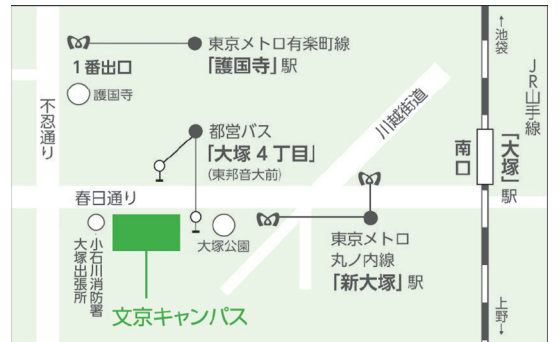 東京メトロ有楽町線
「護国寺」駅
1番出口
護国寺
不忍通り
都営バス
「大塚4丁目」
(東邦音大前)
川越街道
←池袋
JR山手線
「大塚」駅
南口
春日通り
小石川消防署
大塚出張所
大塚公園
東京メトロ
丸ノ内線
「新大塚」駅
文京キャンパス
上野→